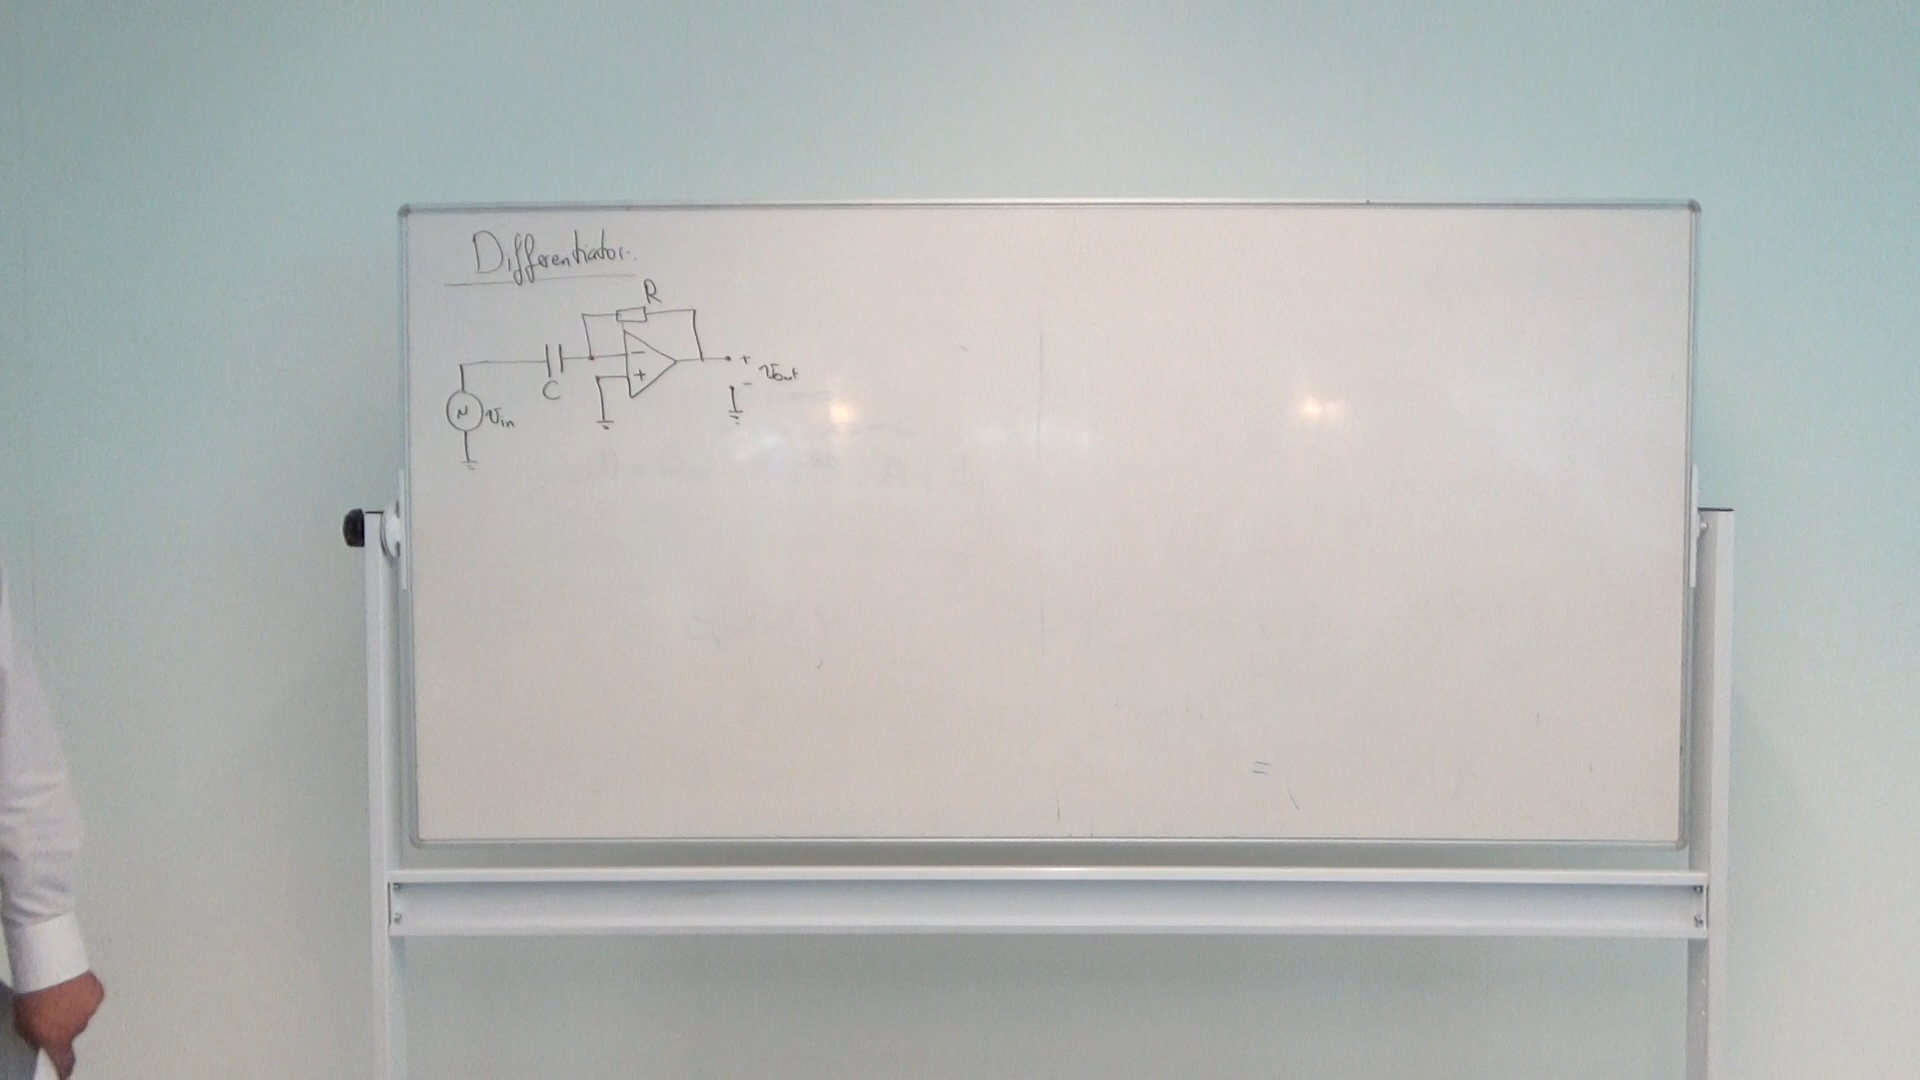 Differentiator.
R
C
- +
+ Vout -
Vin
=